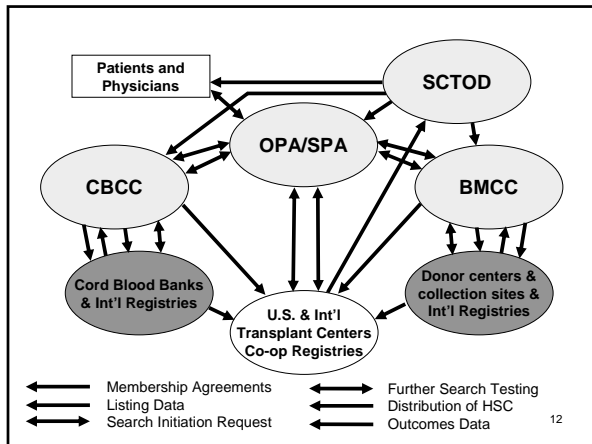 Patients and
Physicians
SCTOD
OPA/SPA
CBCC
BMCC
Cord Blood Banks
& Int'l Registries
Donor centers &
collection sites &
Int'l Registries
U.S. & Int'l
Transplant Centers
Co-op Registries
Membership Agreements
Further Search Testing
Listing Data
Distribution of HSC
Search Initiation Request
Outcomes Data
12